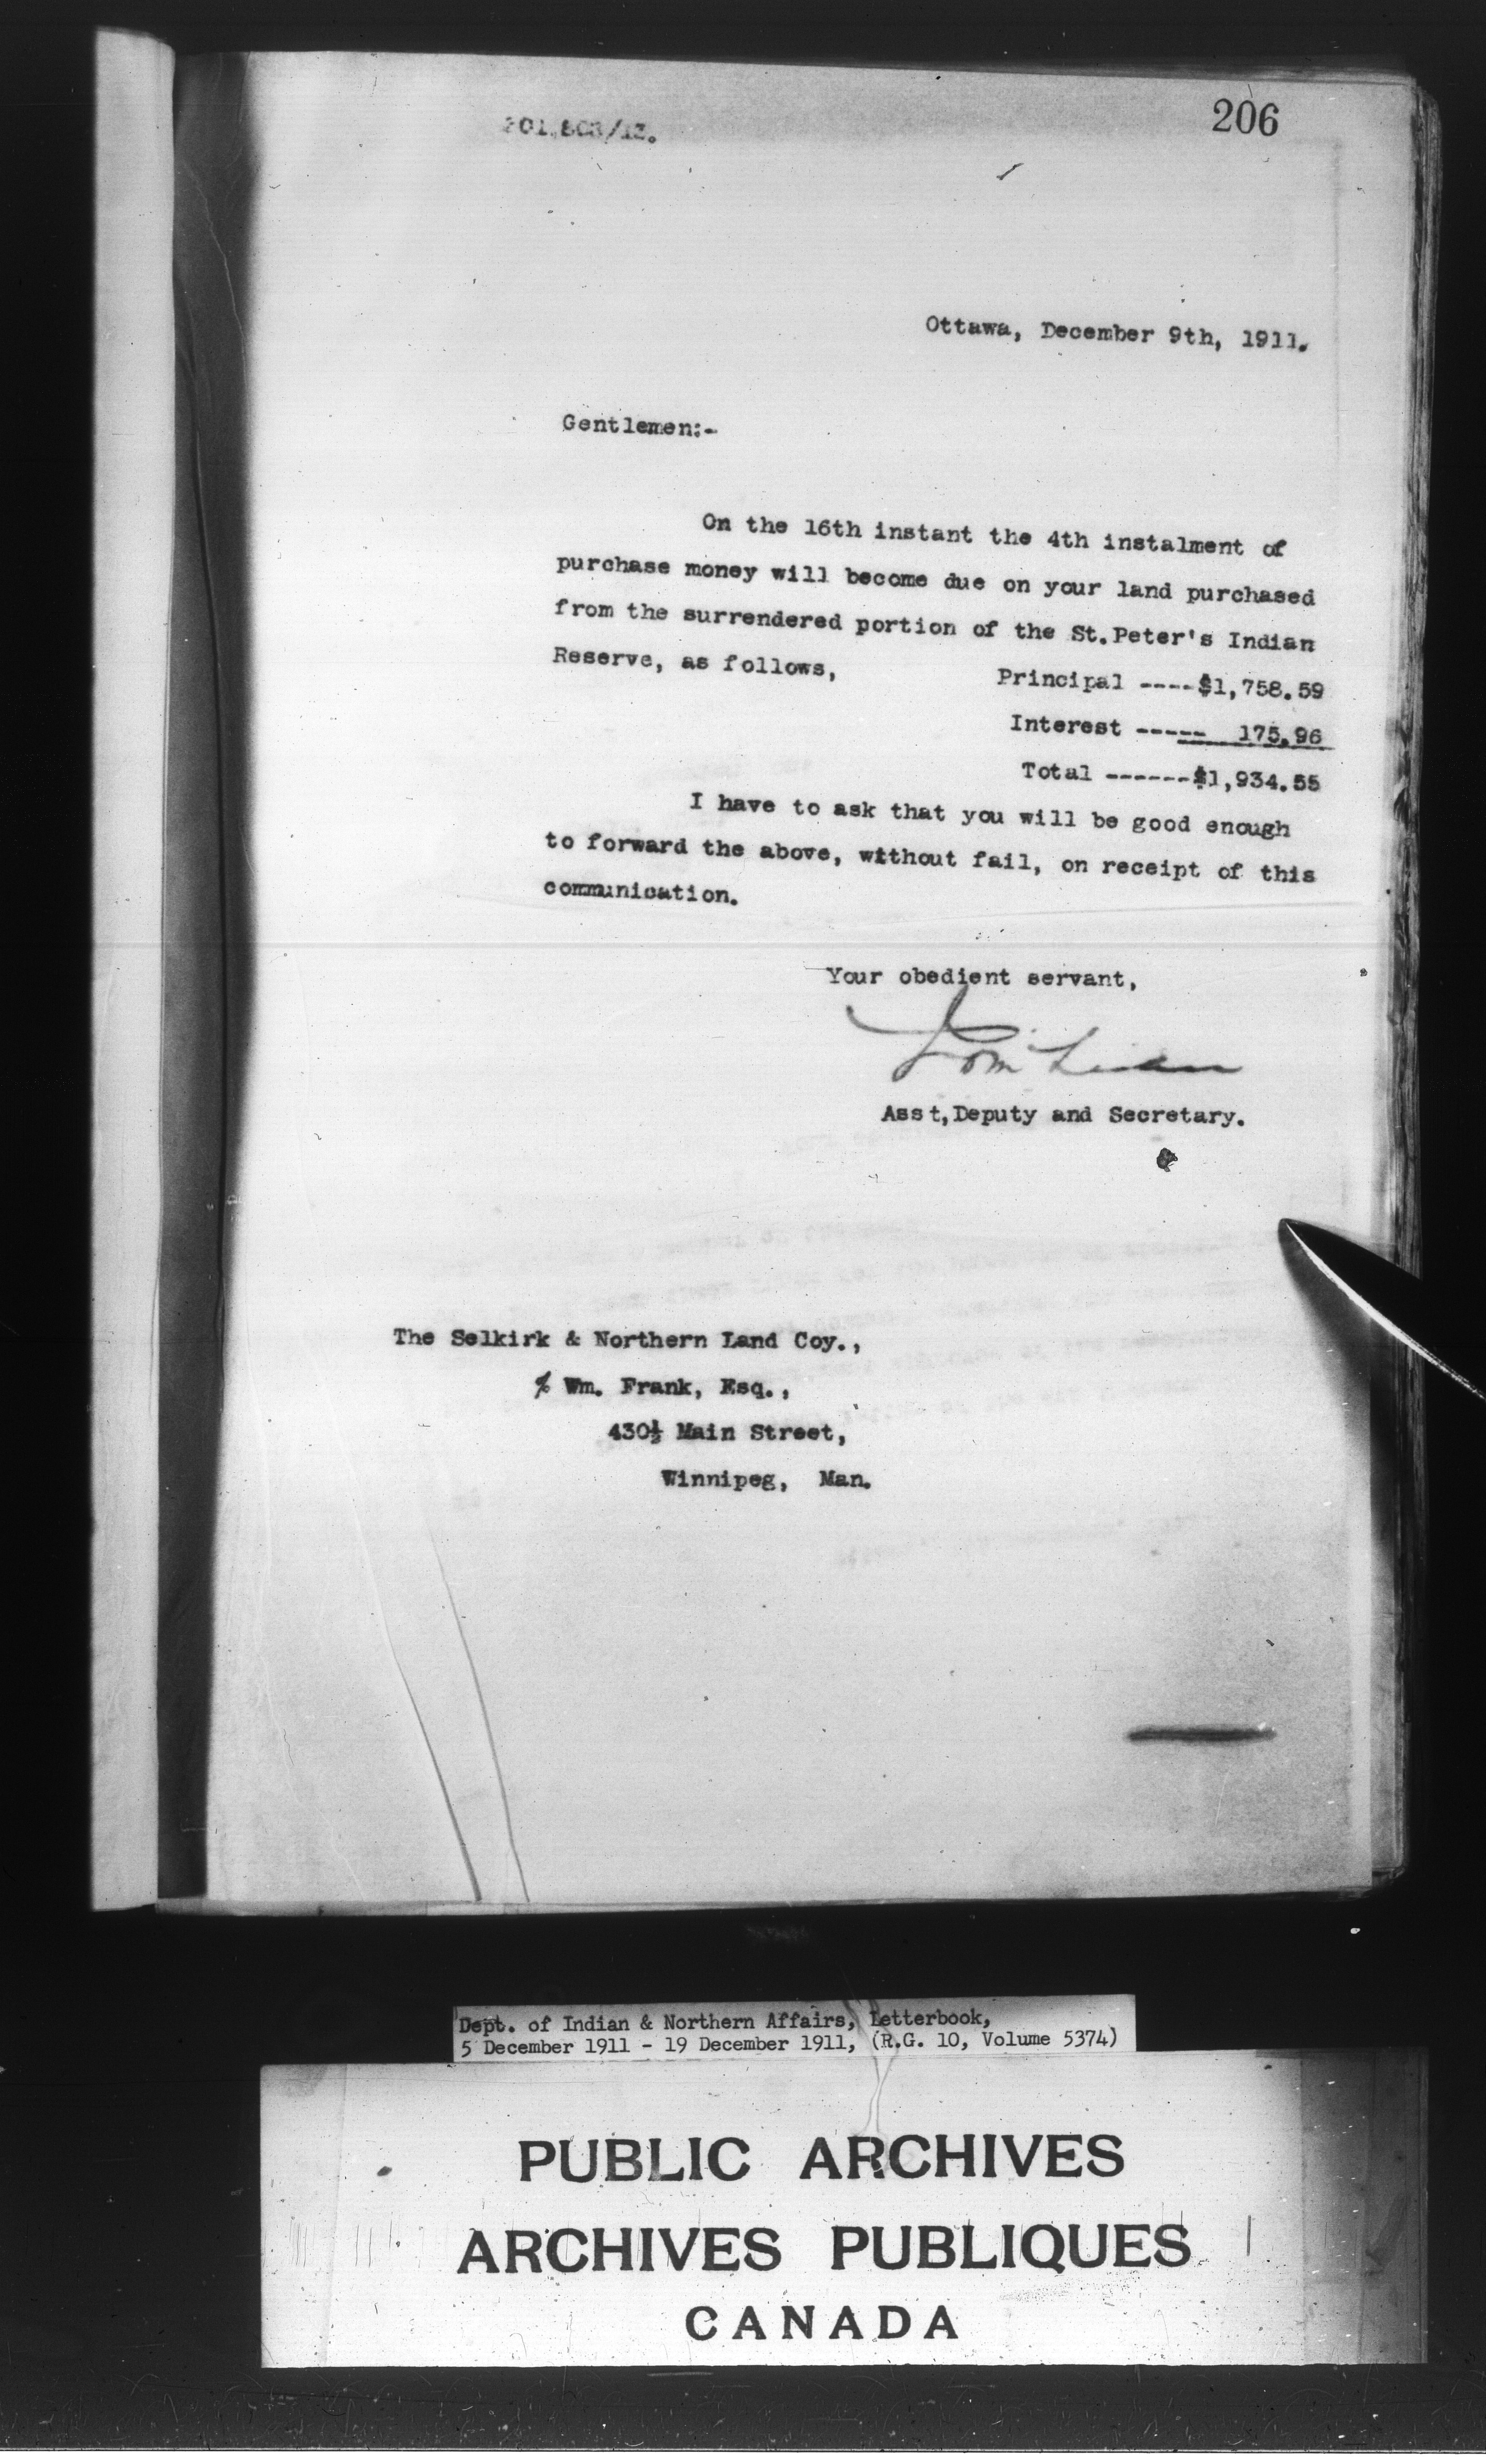 206
Ottawa, December 9th, 1911.
Gentlemen:-
On the 16th instant the 4th instalment of
purchase money will become due on your land purchased
from the surrendered portion of the St.Peter's Indian
Reserve, as follows,
Principal ----$1,758.59
Interest ----- 175.96
Total ------$1,934.55
I have to ask that you will be good enough
to forward the above, without fail, on receipt of this
communication.
Your obedient servant,
Asst,Deputy and Secretary.
The Selkirk & Northern Land Coy.,
% Wm. Frank, Esq.,
430½ Main Street,
Winnipeg, Man.
Dept. of Indian & Northern Affairs, Letterbook,
5 December 1911 - 19 December 1911, (R.G. 10, Volume 5374)
PUBLIC ARCHIVES
ARCHIVES PUBLIQUES
CANADA